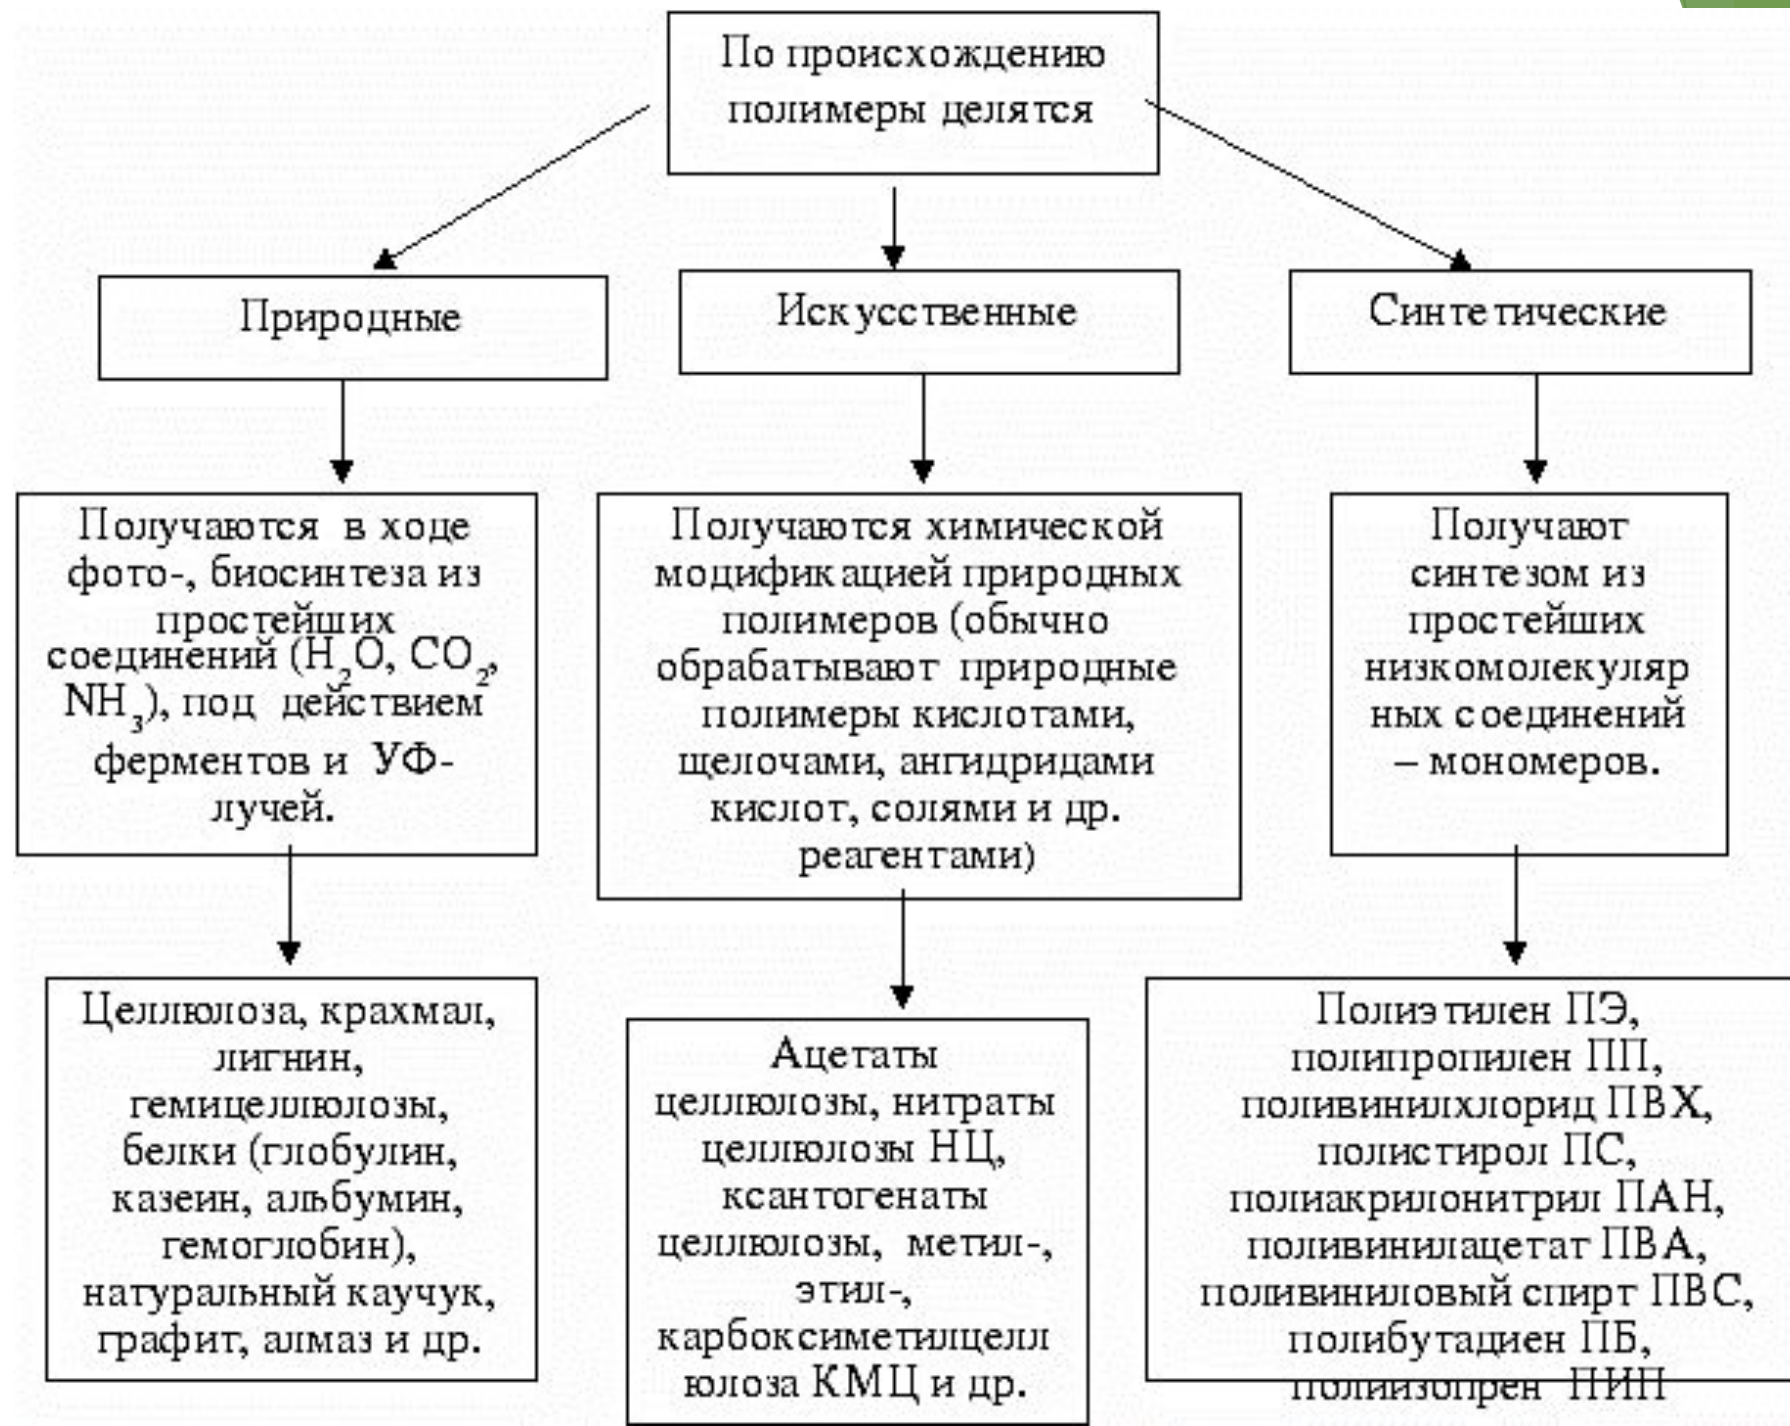 По происхождению
полимеры делятся
Природные
Искусственные
Синтетические
Получаются в ходе
фото-, биосинтеза из
простейших
соединений (H₂O, CO₂,
NH₃), под действием
ферментов и УФ-
лучей.
Получаются химической
модификацией природных
полимеров (обычно
обрабатывают природные
полимеры кислотами,
щелочами, ангидридами
кислот, солями и др.
реагентами)
Получают
синтезом из
простейших
низкомолекуляр
ных соединений
– мономеров.
Целлюлоза, крахмал,
лигнин,
гемицеллюлозы,
белки (глобулин,
казеин, альбумин,
гемоглобин),
натуральный каучук,
графит, алмаз и др.
Ацетаты
целлюлозы, нитраты
целлюлозы НЦ,
ксантогенаты
целлюлозы, метил-,
этил-,
карбоксиметилцелл
юлоза КМЦ и др.
Полиэтилен ПЭ,
полипропилен ПП,
поливинилхлорид ПВХ,
полистирол ПС,
полиакрилонитрил ПАН,
поливинилацетат ПВА,
поливиниловый спирт ПВС,
полибутадиен ПБ,
полиизопрен ПИП